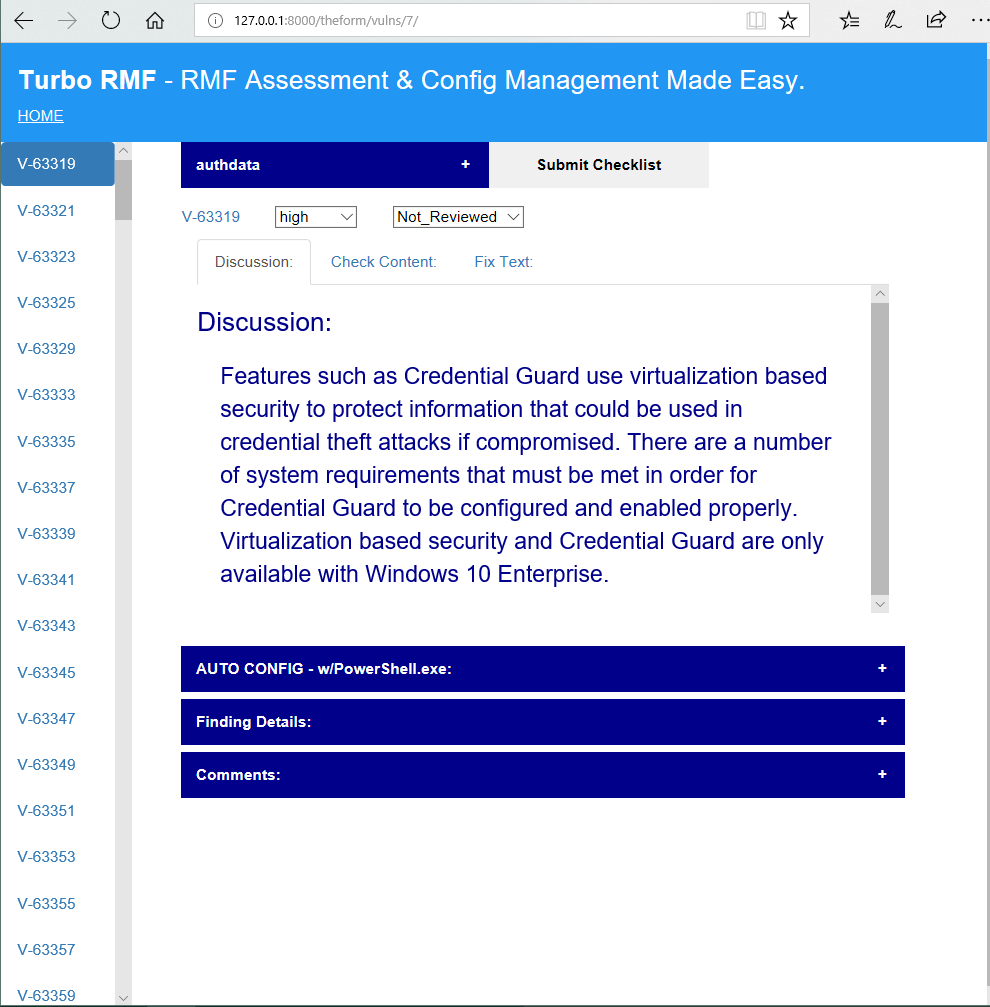 127.0.0.1:8000/theform/vulns/7/
Turbo RMF - RMF Assessment & Config Management Made Easy.
HOME
V-63319
V-63321
V-63323
V-63325
V-63329
V-63333
V-63335
V-63337
V-63339
V-63341
V-63343
V-63345
V-63347
V-63349
V-63351
V-63353
V-63355
V-63357
V-63359
authdata +
Submit Checklist
V-63319 high Not_Reviewed
Discussion: Check Content: Fix Text:
Discussion:
Features such as Credential Guard use virtualization based
security to protect information that could be used in
credential theft attacks if compromised. There are a number
of system requirements that must be met in order for
Credential Guard to be configured and enabled properly.
Virtualization based security and Credential Guard are only
available with Windows 10 Enterprise.
AUTO CONFIG - w/PowerShell.exe: +
Finding Details: +
Comments: +